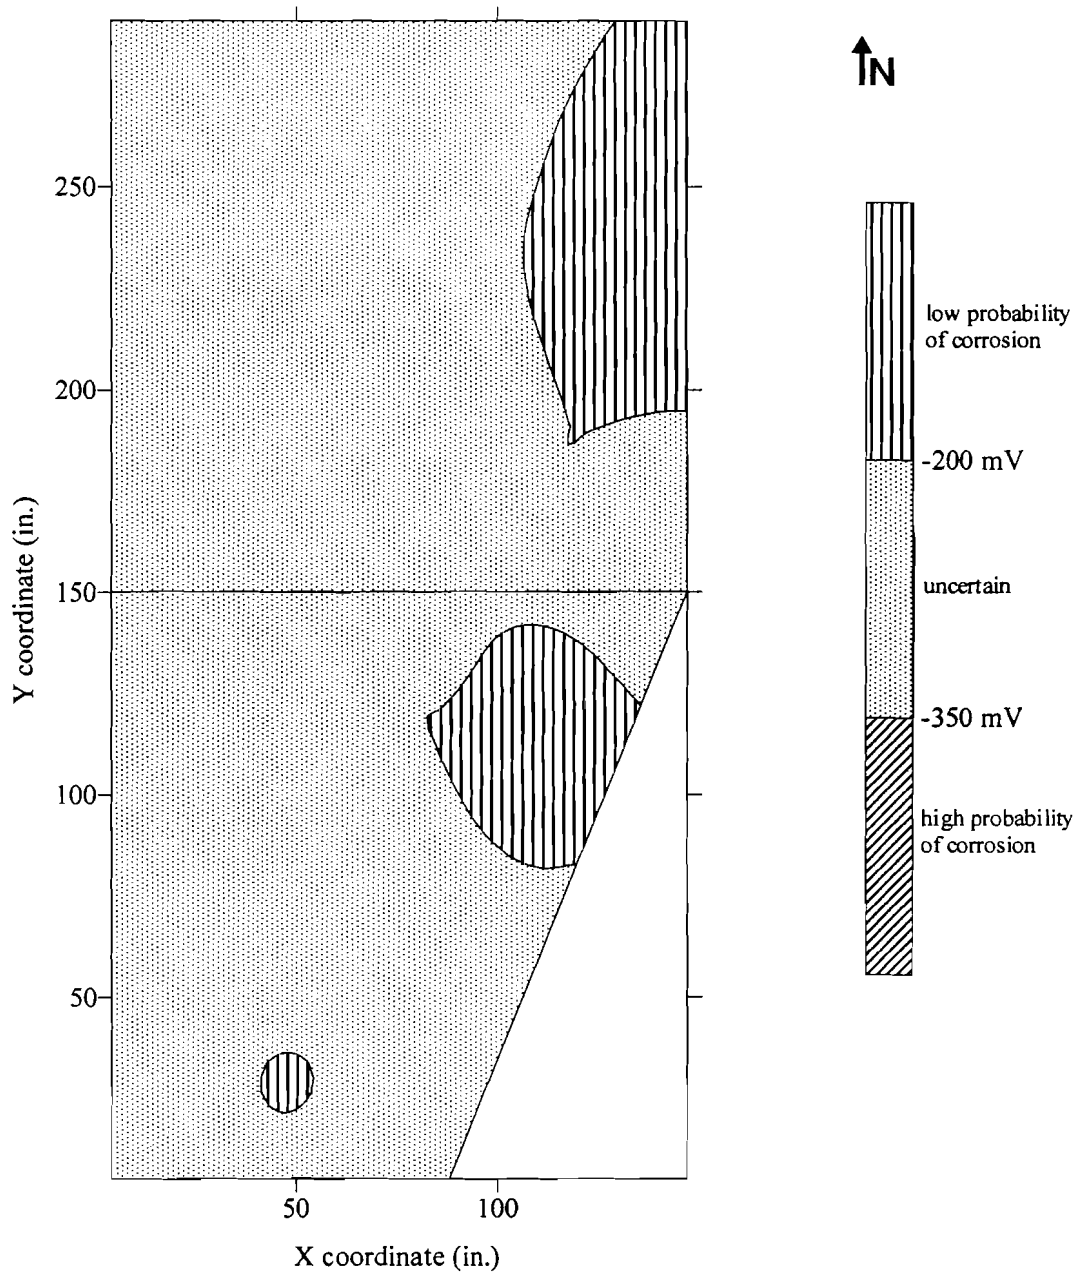 N
250
200
150
100
50
50
100
Y coordinate (in.)
X coordinate (in.)
low probability
of corrosion
-200 mV
uncertain
-350 mV
high probability
of corrosion